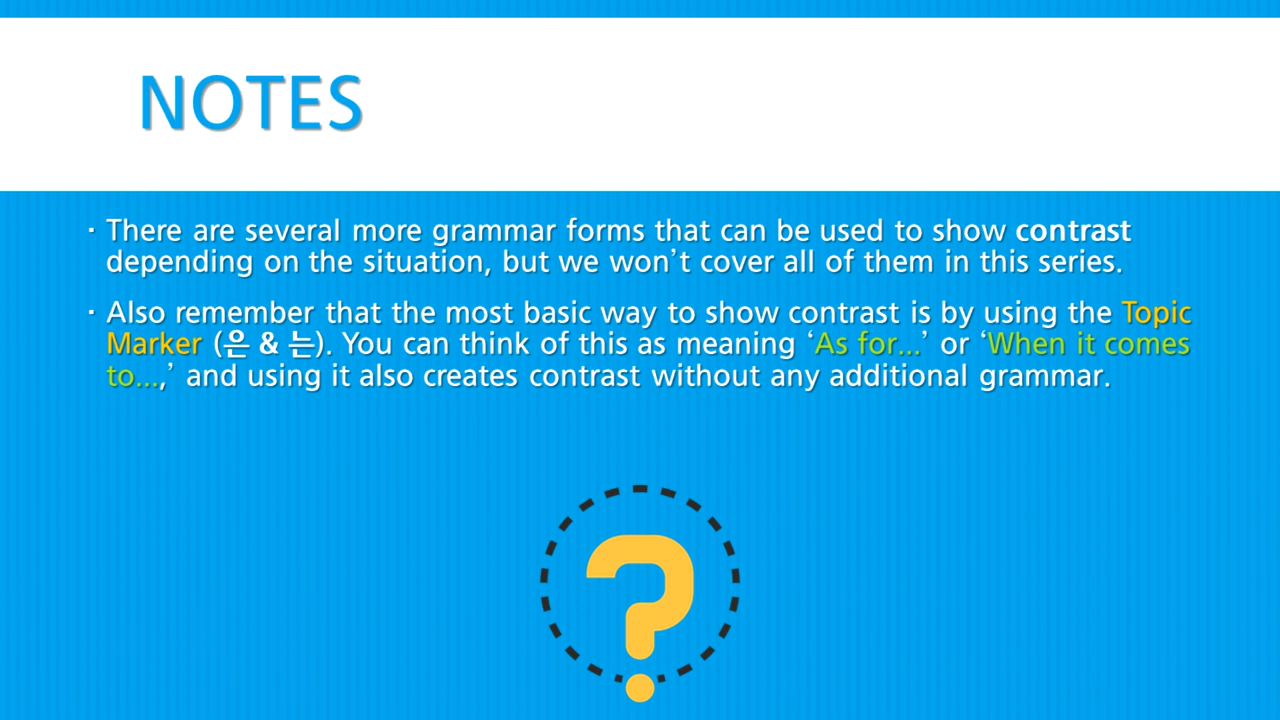 NOTES
· There are several more grammar forms that can be used to show contrast
depending on the situation, but we won’t cover all of them in this series.
· Also remember that the most basic way to show contrast is by using the Topic
Marker (은 & 는). You can think of this as meaning ‘As for...’ or ‘When it comes
to...,’ and using it also creates contrast without any additional grammar.
?